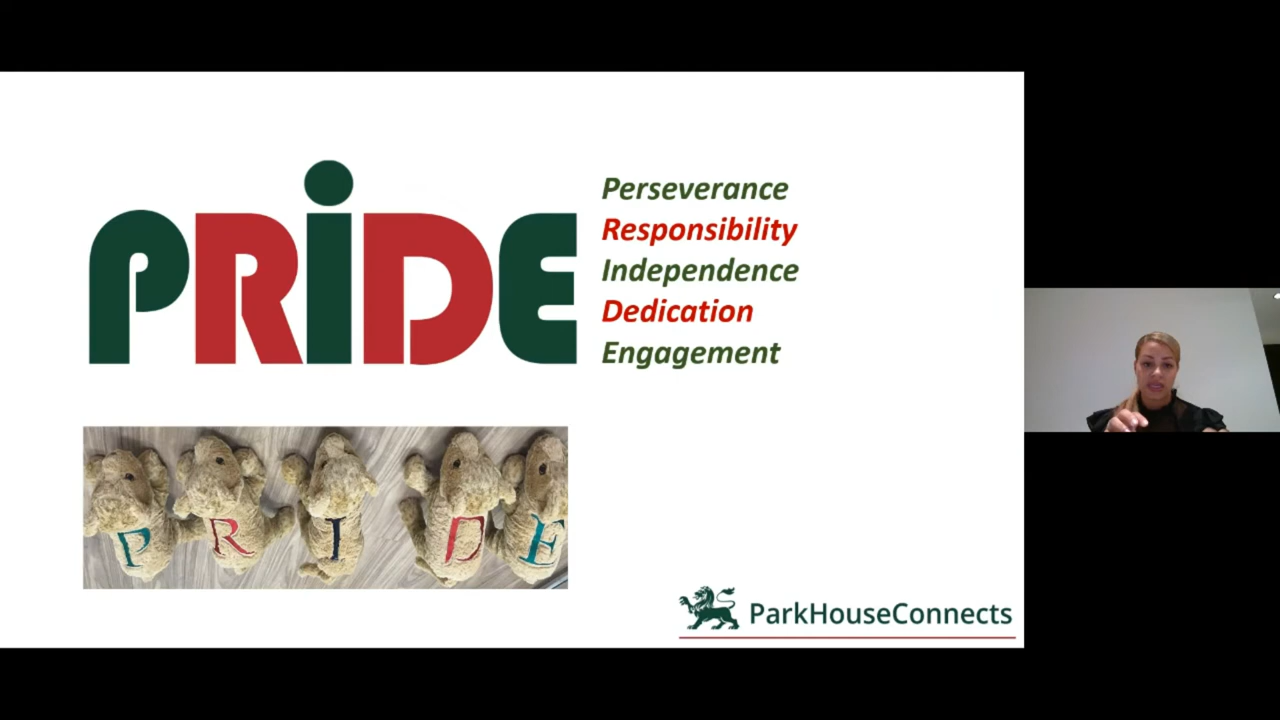 PRiDE
Perseverance
Responsibility
Independence
Dedication
Engagement
P R I D E
ParkHouseConnects